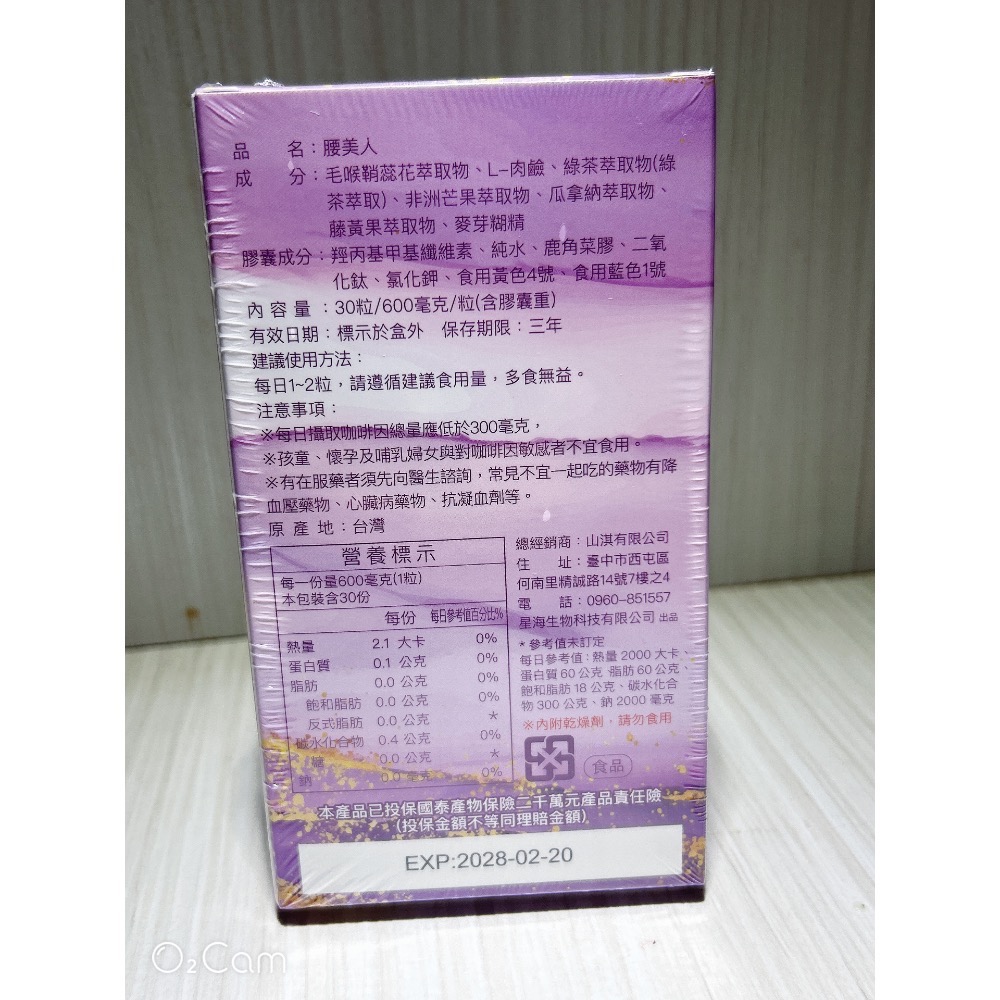 品　　名：腰美人
成　　分：毛喉鞘蕊花萃取物、L-肉鹼、綠茶萃取物(綠
茶萃取)、非洲芒果萃取物、瓜拿納萃取物、
藤黃果萃取物、麥芽糊精
膠囊成分：羥丙基甲基纖維素、純水、鹿角菜膠、二氧
化鈦、氯化鉀、食用黃色4號、食用藍色1號
內容量：30粒/600毫克/粒(含膠囊重)
有效日期：標示於盒外　保存期限：三年
建議使用方法：
每日1~2粒，請遵循建議食用量，多食無益。
注意事項：
※每日攝取咖啡因總量應低於300毫克，
※孩童、懷孕及哺乳婦女與對咖啡因敏感者不宜食用。
※有在服藥者須先向醫生諮詢，常見不宜一起吃的藥物有降
血壓藥物、心臟病藥物、抗凝血劑等。
原產地：台灣
營養標示
每一份量600毫克(1粒)
本包裝含30份
每份　每日參考值百分比%
熱量　2.1 大卡　0%
蛋白質　0.1 公克　0%
脂肪　0.0 公克　0%
飽和脂肪　0.0 公克　0%
反式脂肪　0.0 公克　*
碳水化合物　0.4 公克　0%
糖　0.0 公克　*
鈉　0.0 毫克　0%
總經銷商：山淇有限公司
住　　址：臺中市西屯區
何南里精誠路14號7樓之4
電　　話：0960-851557
星海生物科技有限公司 出品
*參考值未訂定
每日參考值：熱量 2000 大卡、
蛋白質 60 公克、脂肪 60 公克、
飽和脂肪 18 公克、碳水化合
物 300 公克、鈉 2000 毫克
※內附乾燥劑，請勿食用
食品
本產品已投保國泰產物保險二千萬元產品責任險
(投保金額不等同理賠金額)
EXP:2028-02-20
O2Cam